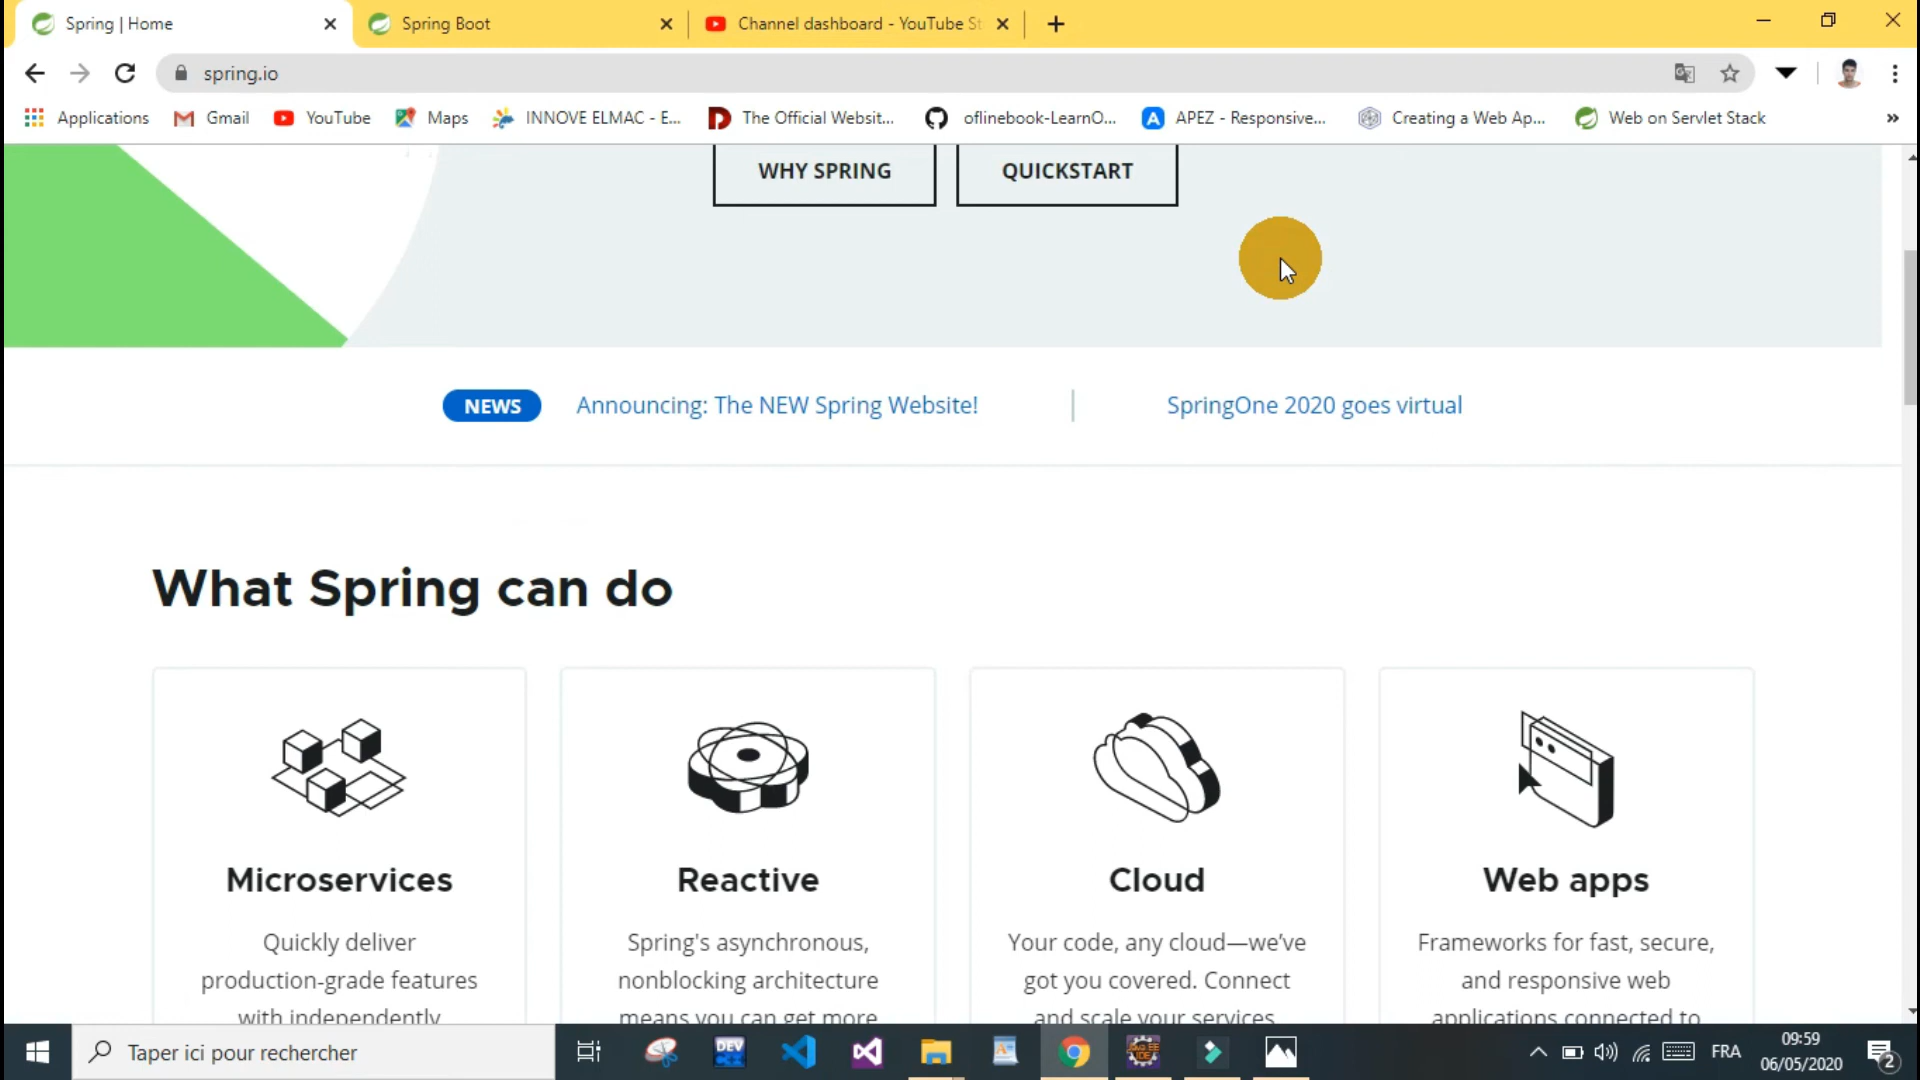 Spring | Home
Spring Boot
Channel dashboard - YouTube St
spring.io
Applications
Gmail
YouTube
Maps
INNOVE ELMAC - E...
The Official Websit...
oflinebook-LearnO...
APEZ - Responsive...
Creating a Web Ap...
Web on Servlet Stack
»
WHY SPRING
QUICKSTART
NEWS
Announcing: The NEW Spring Website!
SpringOne 2020 goes virtual
What Spring can do
Microservices
Quickly deliver
production-grade features
with independently
Reactive
Spring's asynchronous,
nonblocking architecture
means you can get more
Cloud
Your code, any cloud—we've
got you covered. Connect
and scale your services
Web apps
Frameworks for fast, secure,
and responsive web
applications connected to
Taper ici pour rechercher
DEV
FRA
09:59
06/05/2020
2